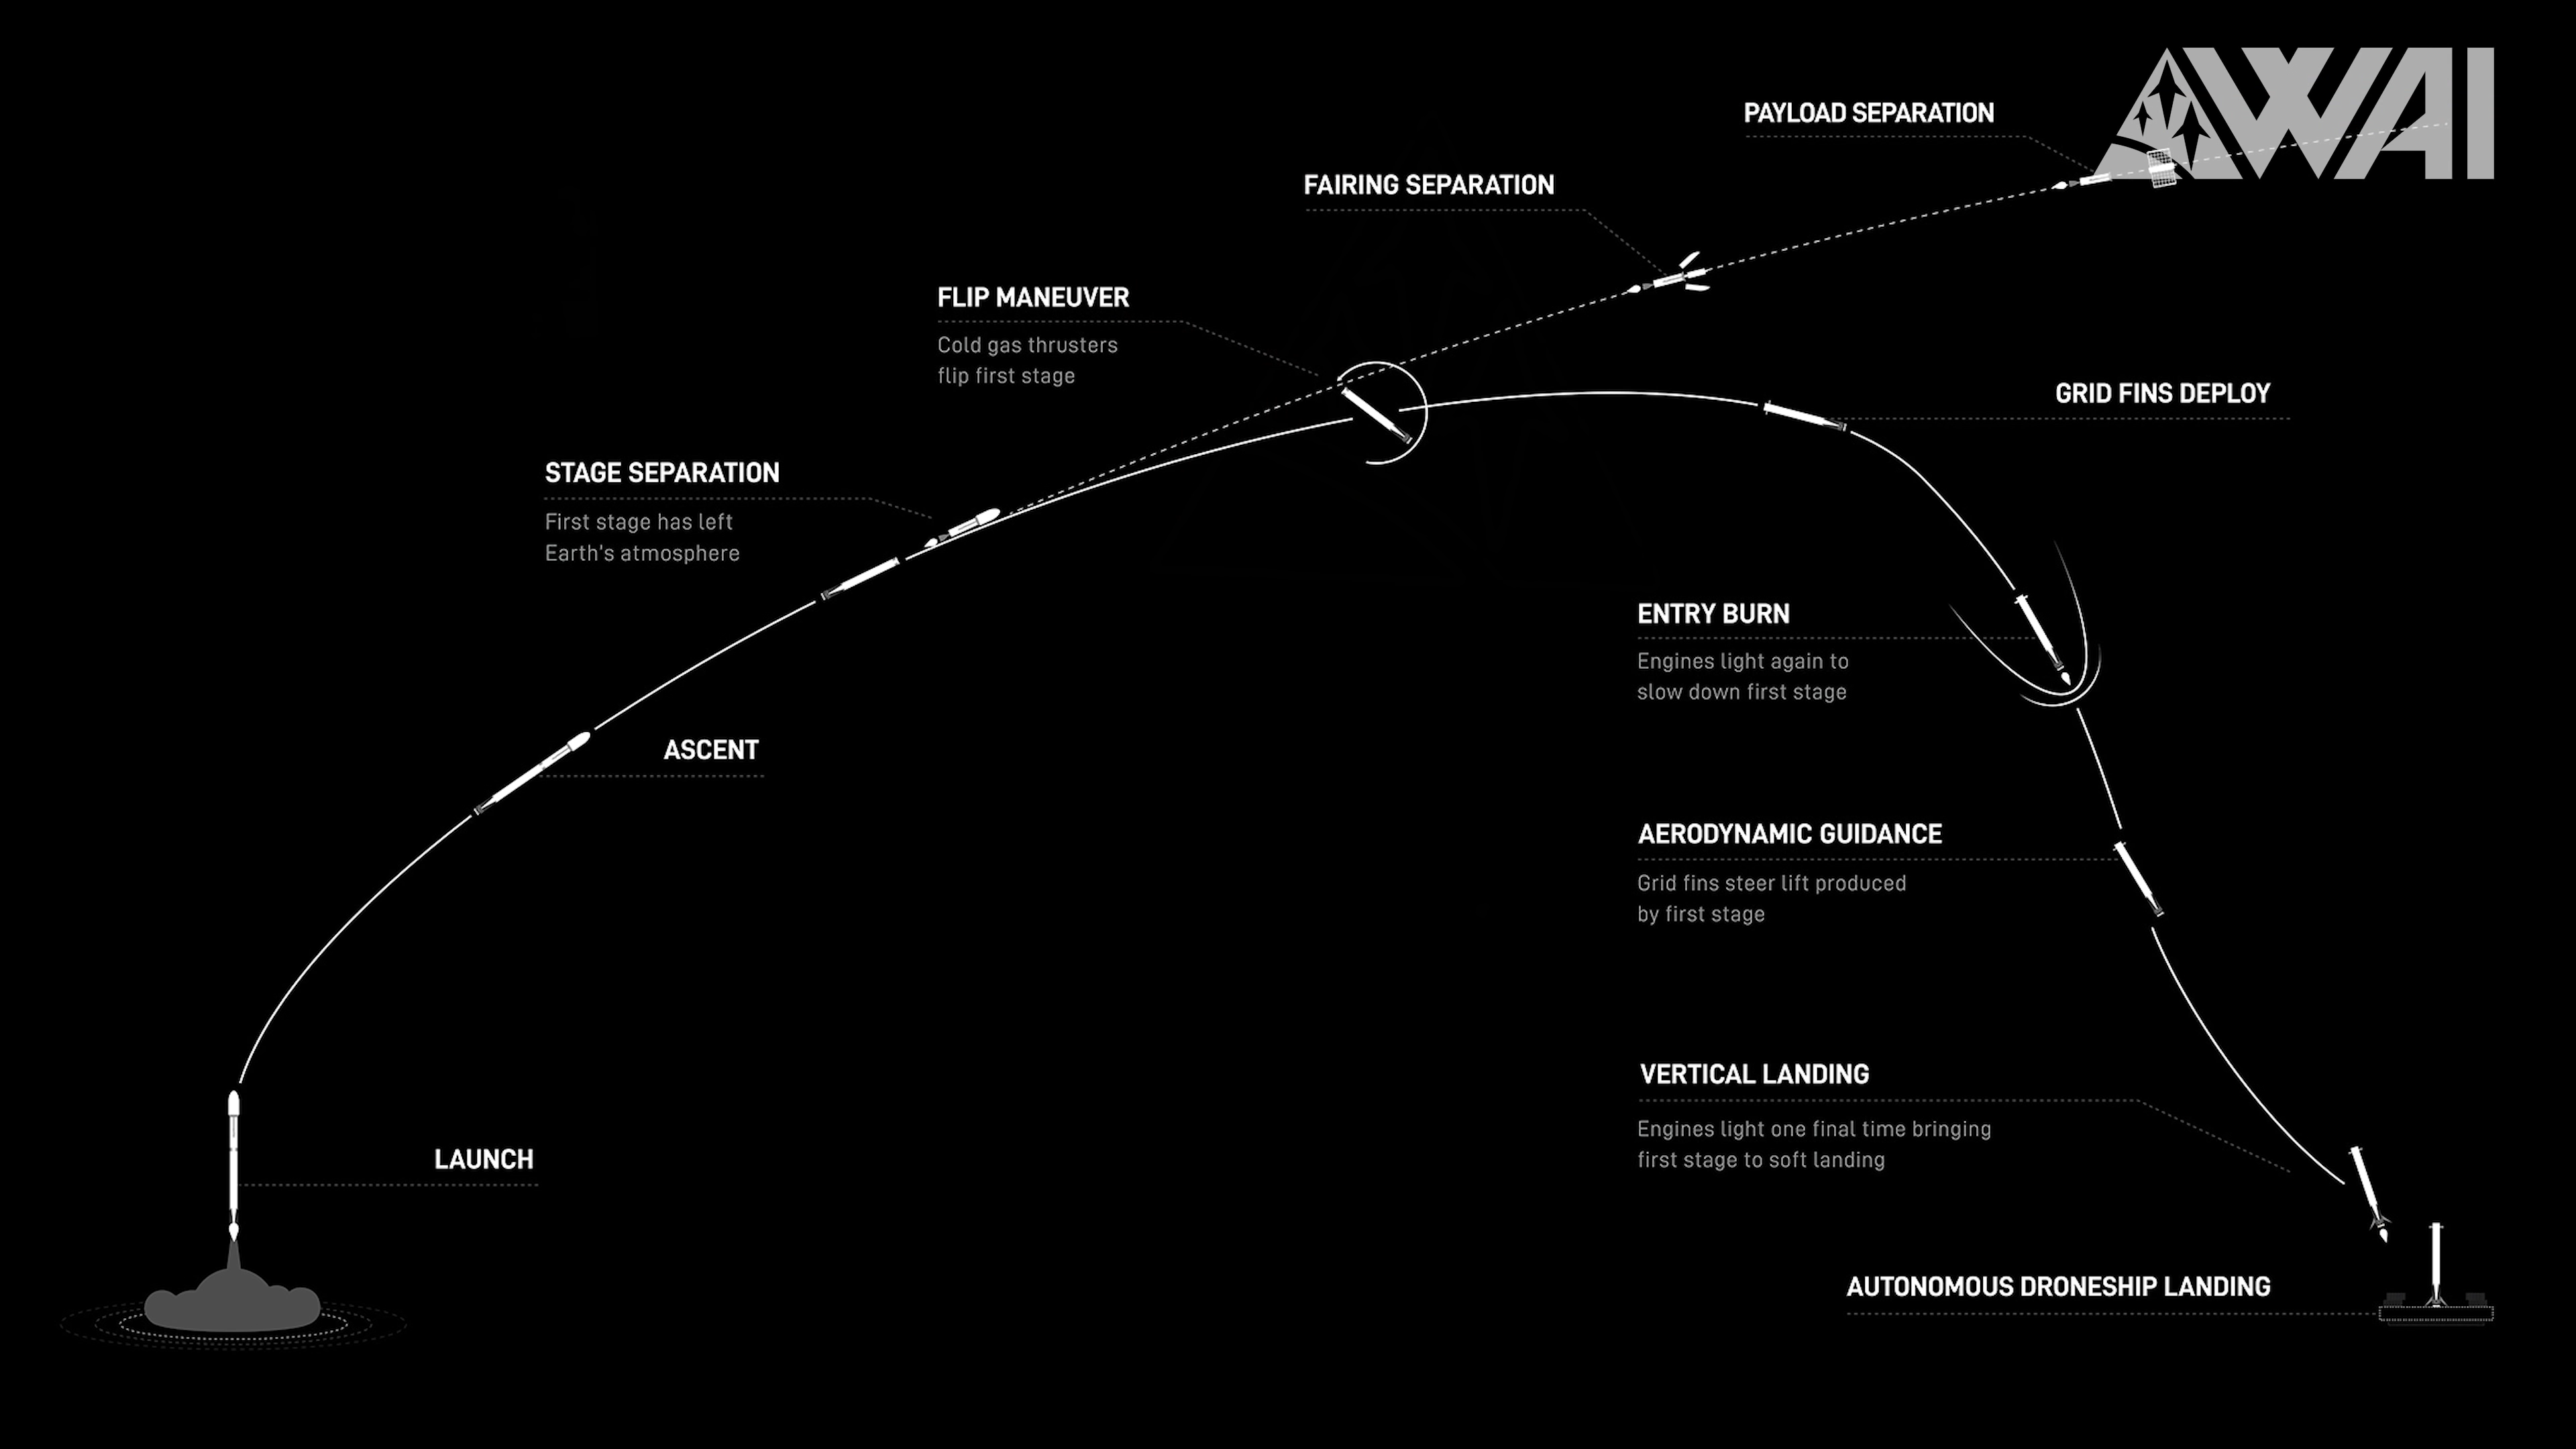 AWAI
PAYLOAD SEPARATION
FAIRING SEPARATION
FLIP MANEUVER
Cold gas thrusters
flip first stage
GRID FINS DEPLOY
STAGE SEPARATION
First stage has left
Earth's atmosphere
ENTRY BURN
Engines light again to
slow down first stage
ASCENT
AERODYNAMIC GUIDANCE
Grid fins steer lift produced
by first stage
VERTICAL LANDING
Engines light one final time bringing
first stage to soft landing
LAUNCH
AUTONOMOUS DRONESHIP LANDING